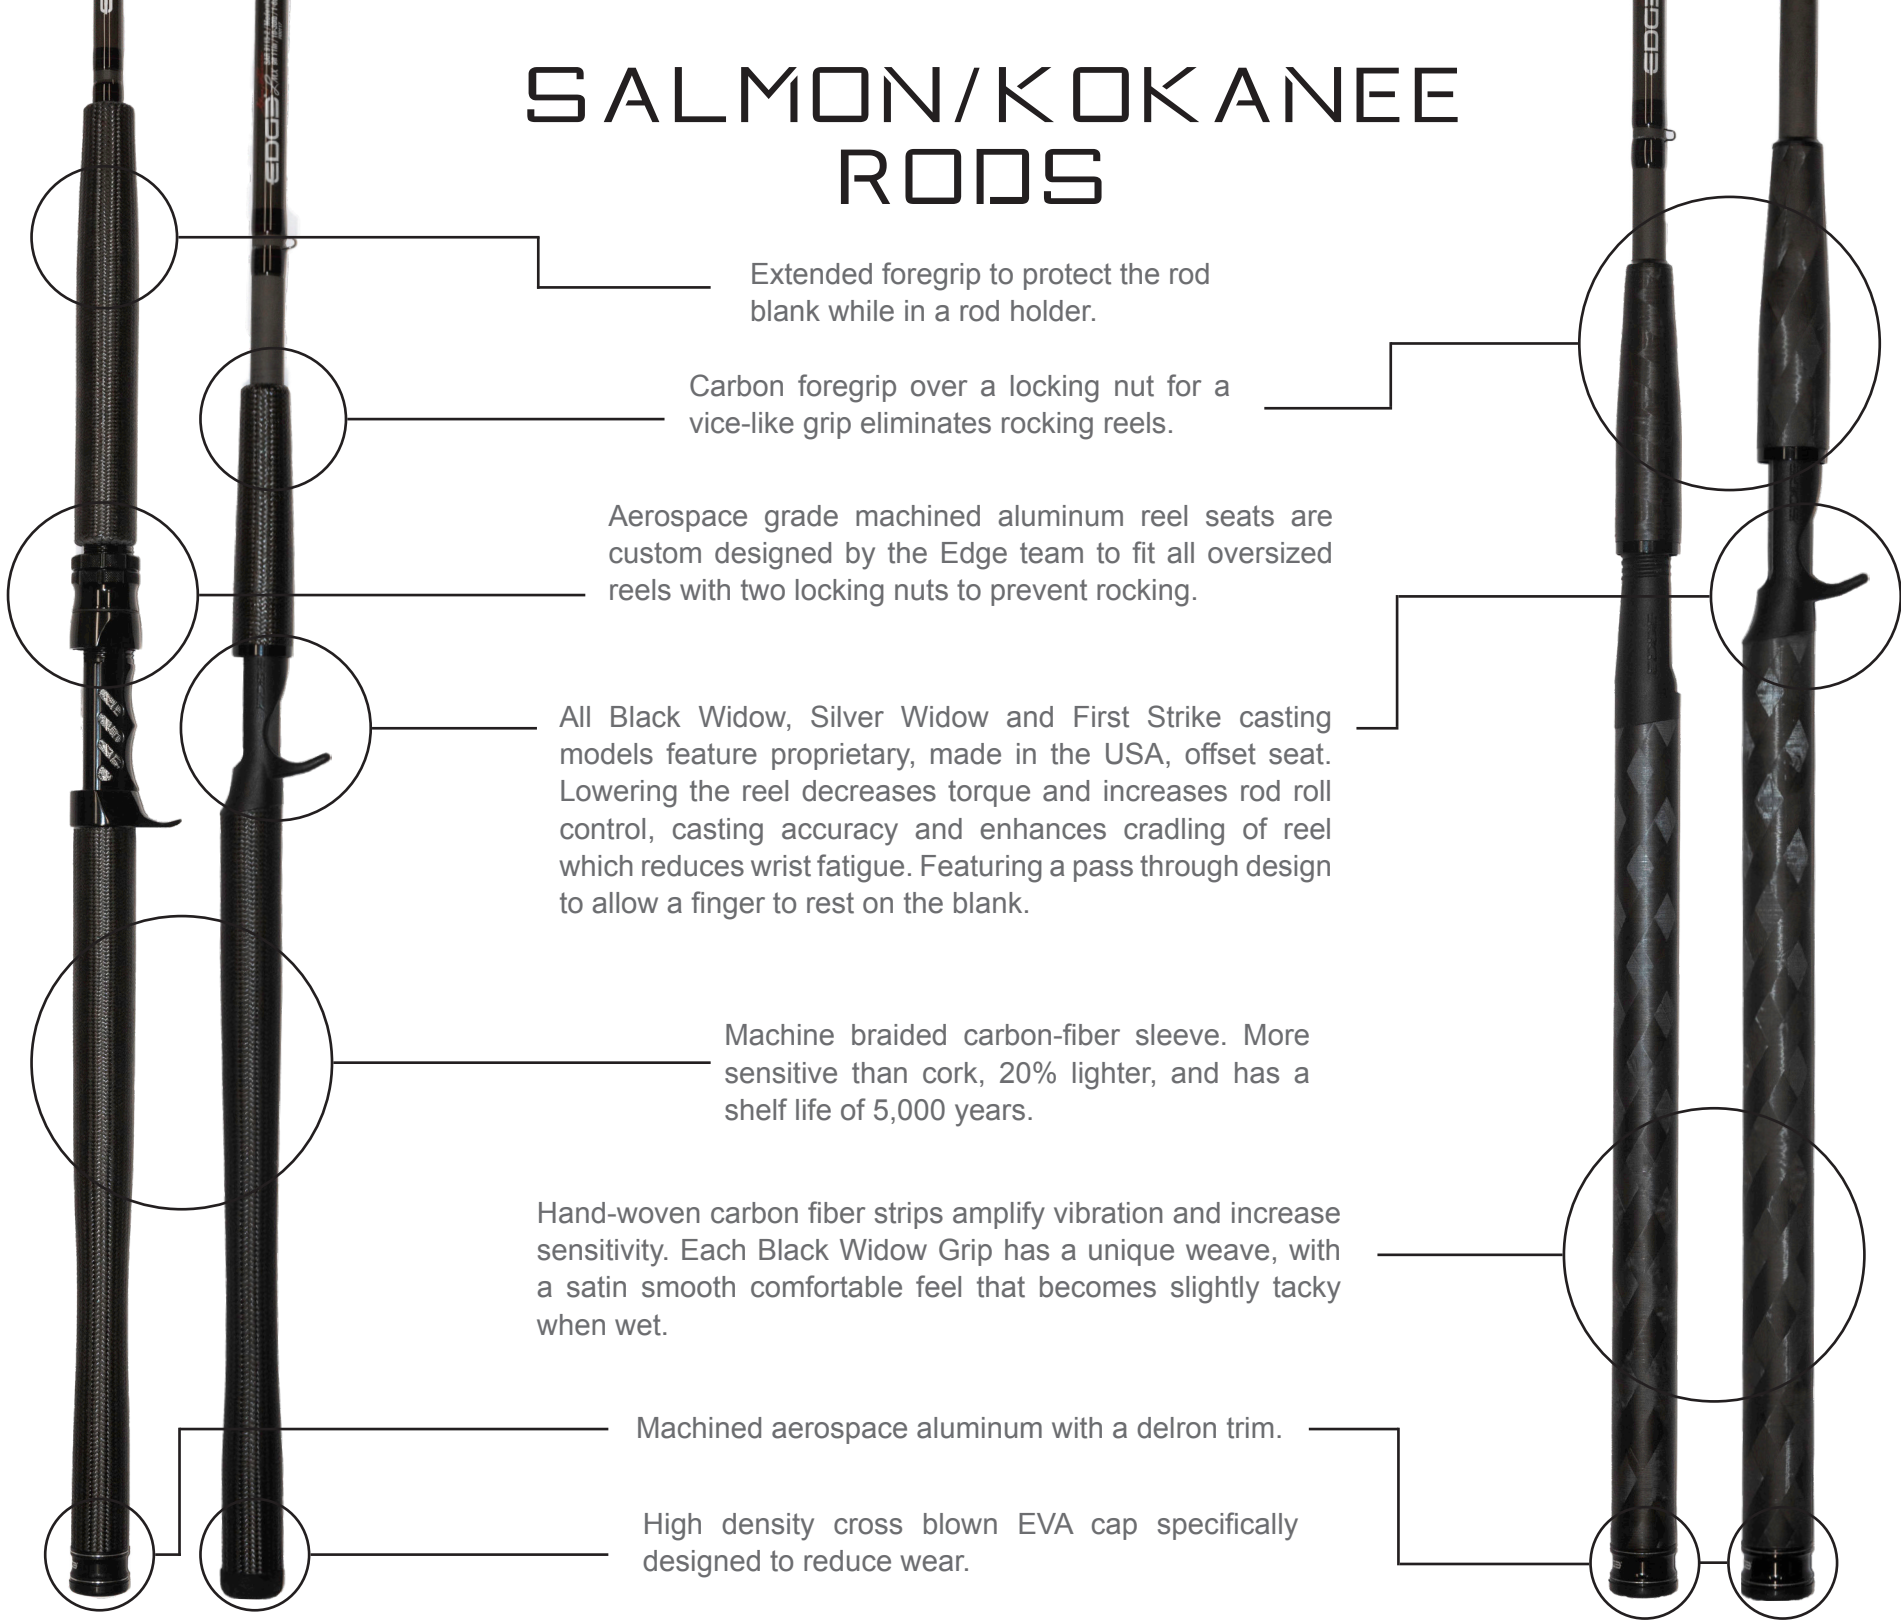 SALMON/KOKANEE
RODS
EDGE
EDGE
Extended foregrip to protect the rod
blank while in a rod holder.
Carbon foregrip over a locking nut for a
vice-like grip eliminates rocking reels.
Aerospace grade machined aluminum reel seats are
custom designed by the Edge team to fit all oversized
reels with two locking nuts to prevent rocking.
All Black Widow, Silver Widow and First Strike casting
models feature proprietary, made in the USA, offset seat.
Lowering the reel decreases torque and increases rod roll
control, casting accuracy and enhances cradling of reel
which reduces wrist fatigue. Featuring a pass through design
to allow a finger to rest on the blank.
Machine braided carbon-fiber sleeve. More
sensitive than cork, 20% lighter, and has a
shelf life of 5,000 years.
Hand-woven carbon fiber strips amplify vibration and increase
sensitivity. Each Black Widow Grip has a unique weave, with
a satin smooth comfortable feel that becomes slightly tacky
when wet.
Machined aerospace aluminum with a delron trim.
High density cross blown EVA cap specifically
designed to reduce wear.